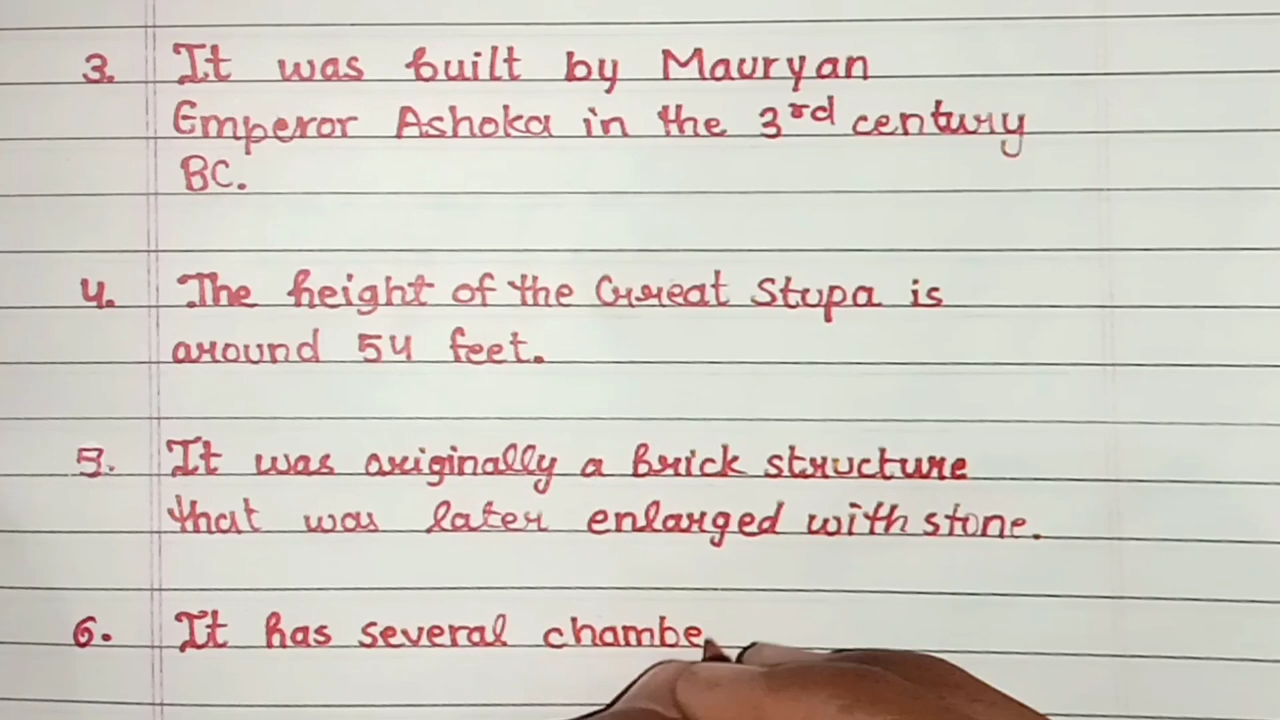 3. It was built by Mauryan
Emperor Ashoka in the 3rd century
BC.
4. The height of the Great Stupa is
around 54 feet.
5. It was originally a Brick structure
that was later enlarged with stone.
6. It has several chambe